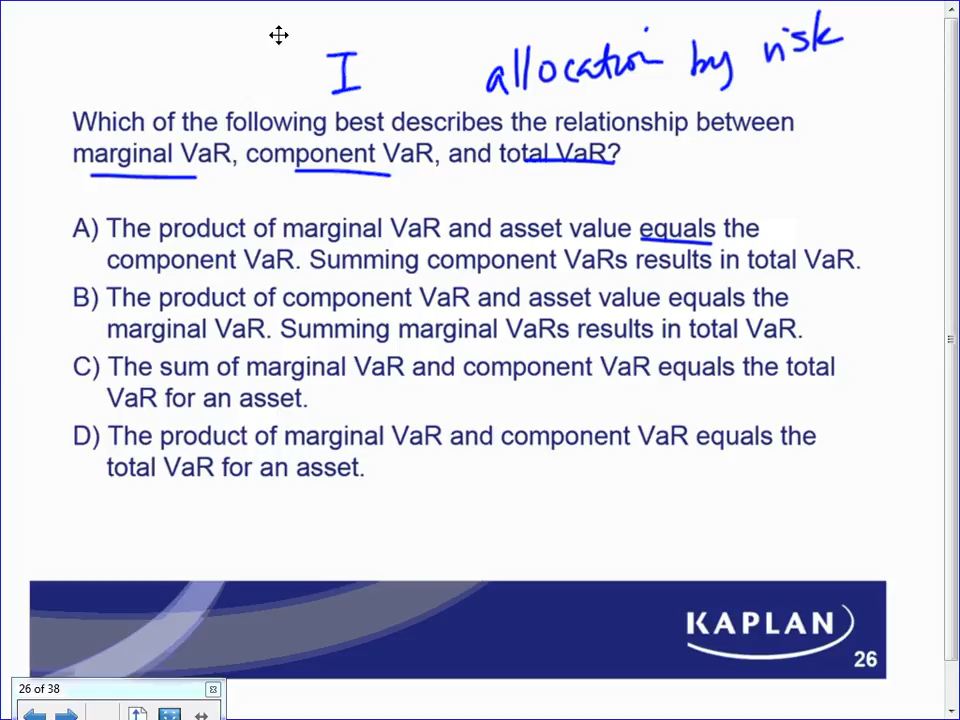 I allocation by risk
Which of the following best describes the relationship between
marginal VaR, component VaR, and total VaR?
A) The product of marginal VaR and asset value equals the
component VaR. Summing component VaRs results in total VaR.
B) The product of component VaR and asset value equals the
marginal VaR. Summing marginal VaRs results in total VaR.
C) The sum of marginal VaR and component VaR equals the total
VaR for an asset.
D) The product of marginal VaR and component VaR equals the
total VaR for an asset.
KAPLAN
26
26 of 38